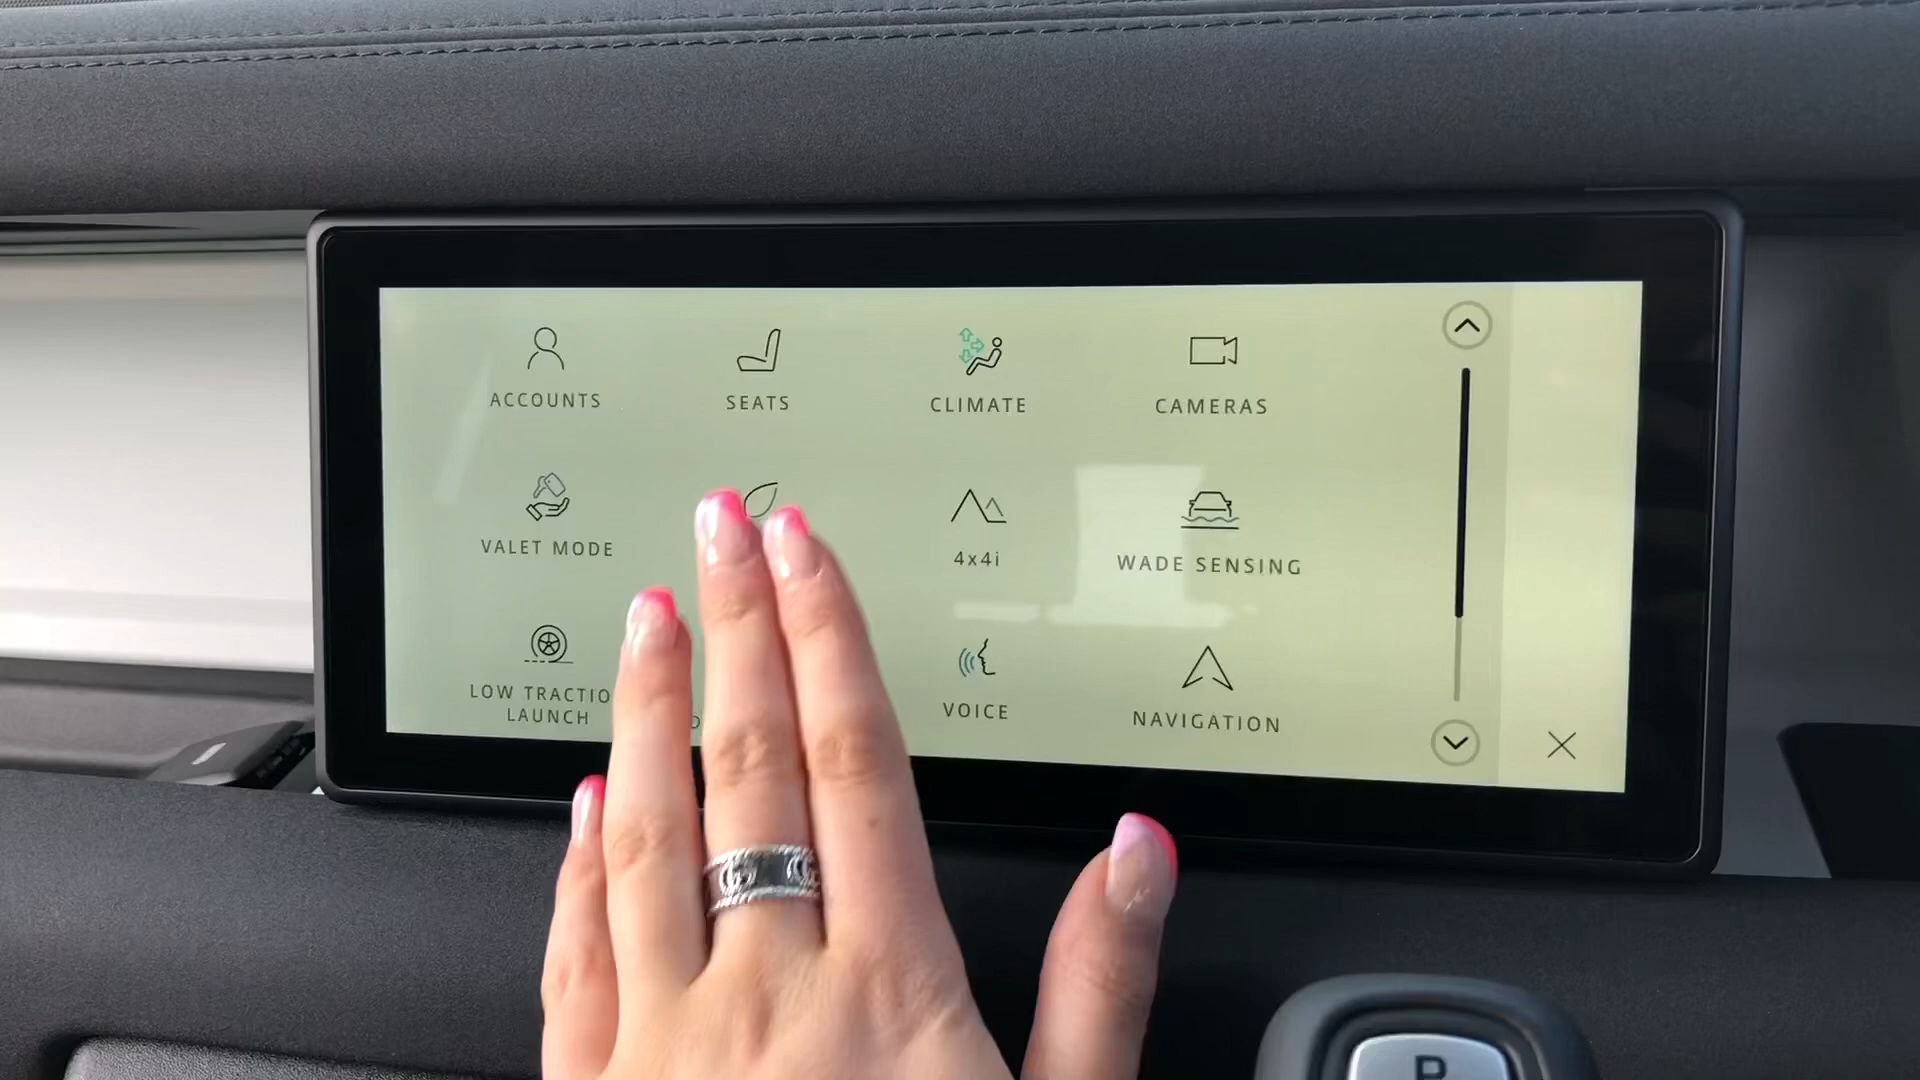 ACCOUNTS
SEATS
CLIMATE
CAMERAS
VALET MODE
4x4i
WADE SENSING
LOW TRACTIO
LAUNCH
VOICE
NAVIGATION
P